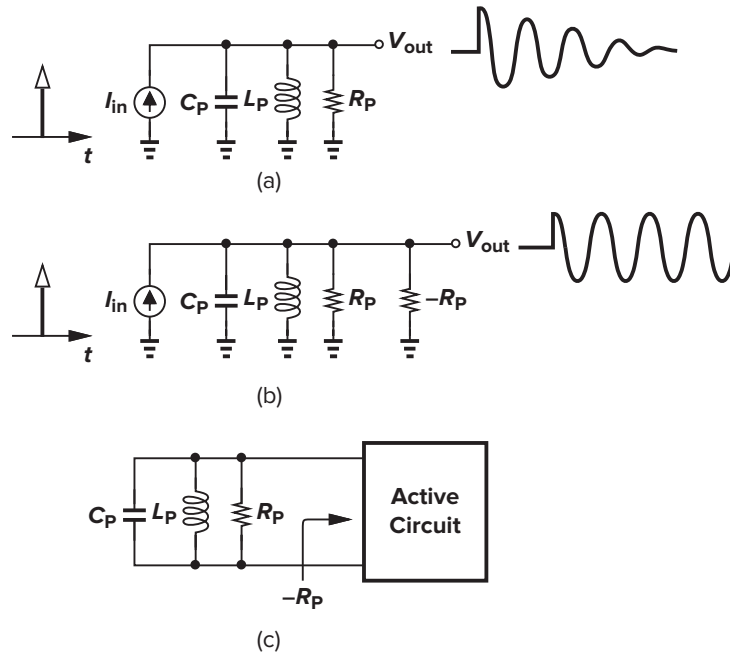 V_out
I_in C_P L_P R_P
t
(a)
V_out
I_in C_P L_P R_P –R_P
t
(b)
Active
Circuit
C_P L_P R_P
–R_P
(c)